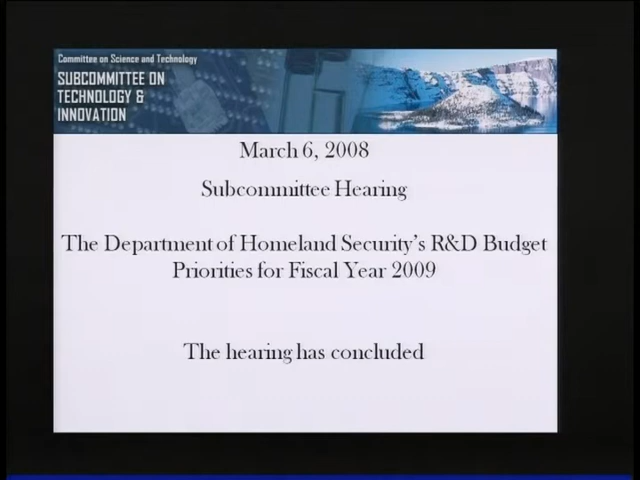 Committee on Science and Technology
SUBCOMMITTEE ON
TECHNOLOGY &
INNOVATION
March 6, 2008
Subcommittee Hearing
The Department of Homeland Security's R&D Budget
Priorities for Fiscal Year 2009
The hearing has concluded